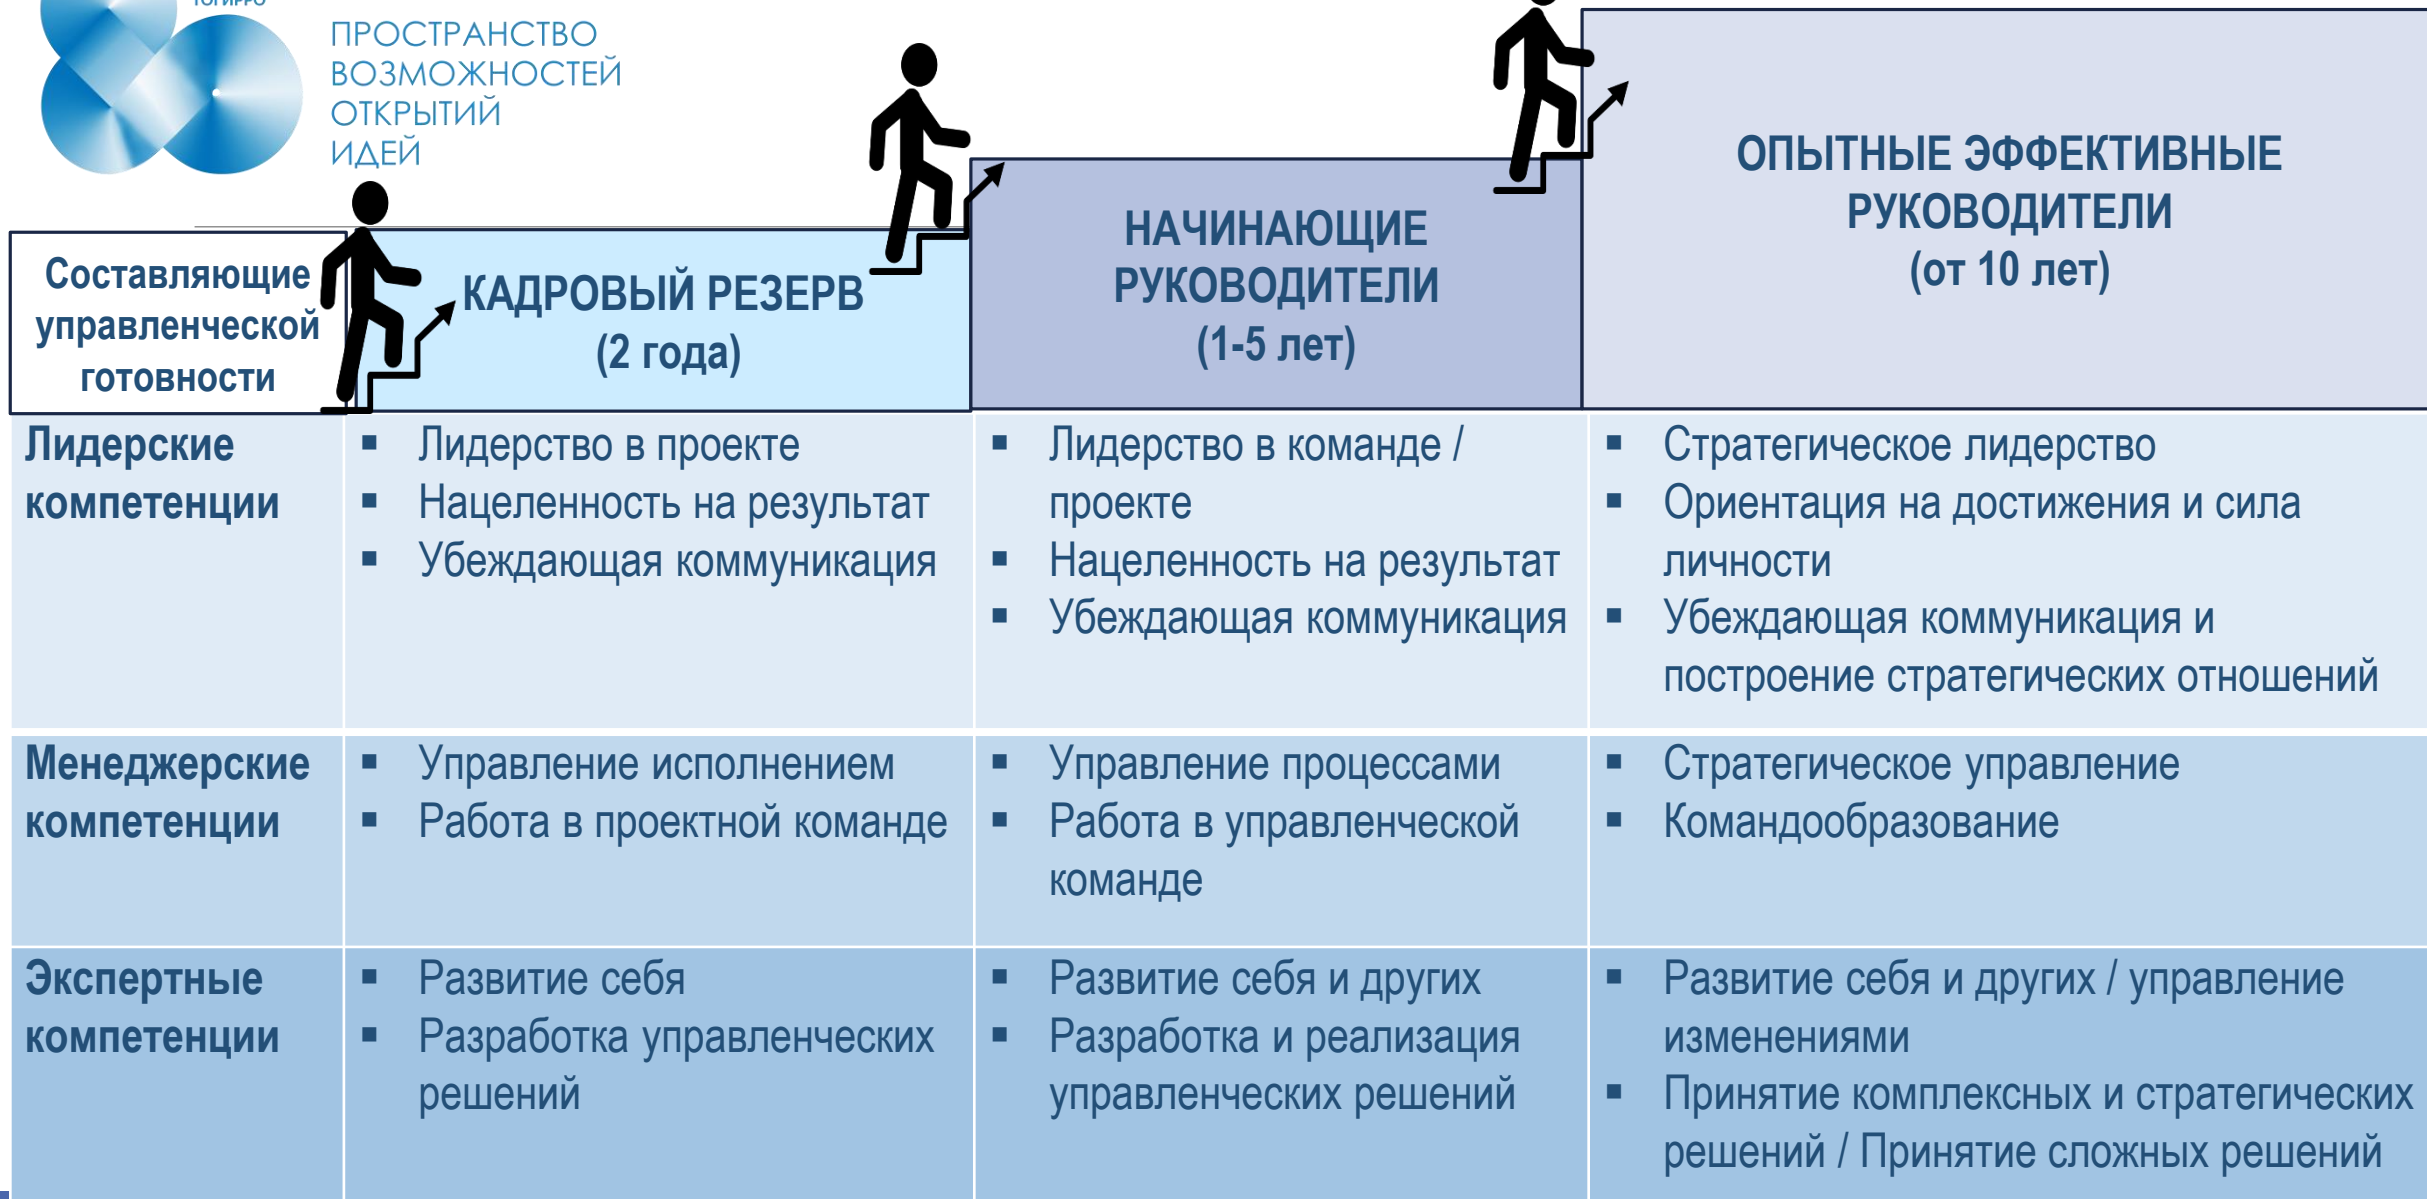 ТОГИРРО
ПРОСТРАНСТВО
ВОЗМОЖНОСТЕЙ
ОТКРЫТИЙ
ИДЕЙ
Составляющие
управленческой
готовности
КАДРОВЫЙ РЕЗЕРВ
(2 года)
НАЧИНАЮЩИЕ
РУКОВОДИТЕЛИ
(1-5 лет)
ОПЫТНЫЕ ЭФФЕКТИВНЫЕ
РУКОВОДИТЕЛИ
(от 10 лет)
Лидерские
компетенции
▪ Лидерство в проекте
▪ Нацеленность на результат
▪ Убеждающая коммуникация
▪ Лидерство в команде /
проекте
▪ Нацеленность на результат
▪ Убеждающая коммуникация
▪ Стратегическое лидерство
▪ Ориентация на достижения и сила
личности
▪ Убеждающая коммуникация и
построение стратегических отношений
Менеджерские
компетенции
▪ Управление исполнением
▪ Работа в проектной команде
▪ Управление процессами
▪ Работа в управленческой
команде
▪ Стратегическое управление
▪ Командообразование
Экспертные
компетенции
▪ Развитие себя
▪ Разработка управленческих
решений
▪ Развитие себя и других
▪ Разработка и реализация
управленческих решений
▪ Развитие себя и других / управление
изменениями
▪ Принятие комплексных и стратегических
решений / Принятие сложных решений